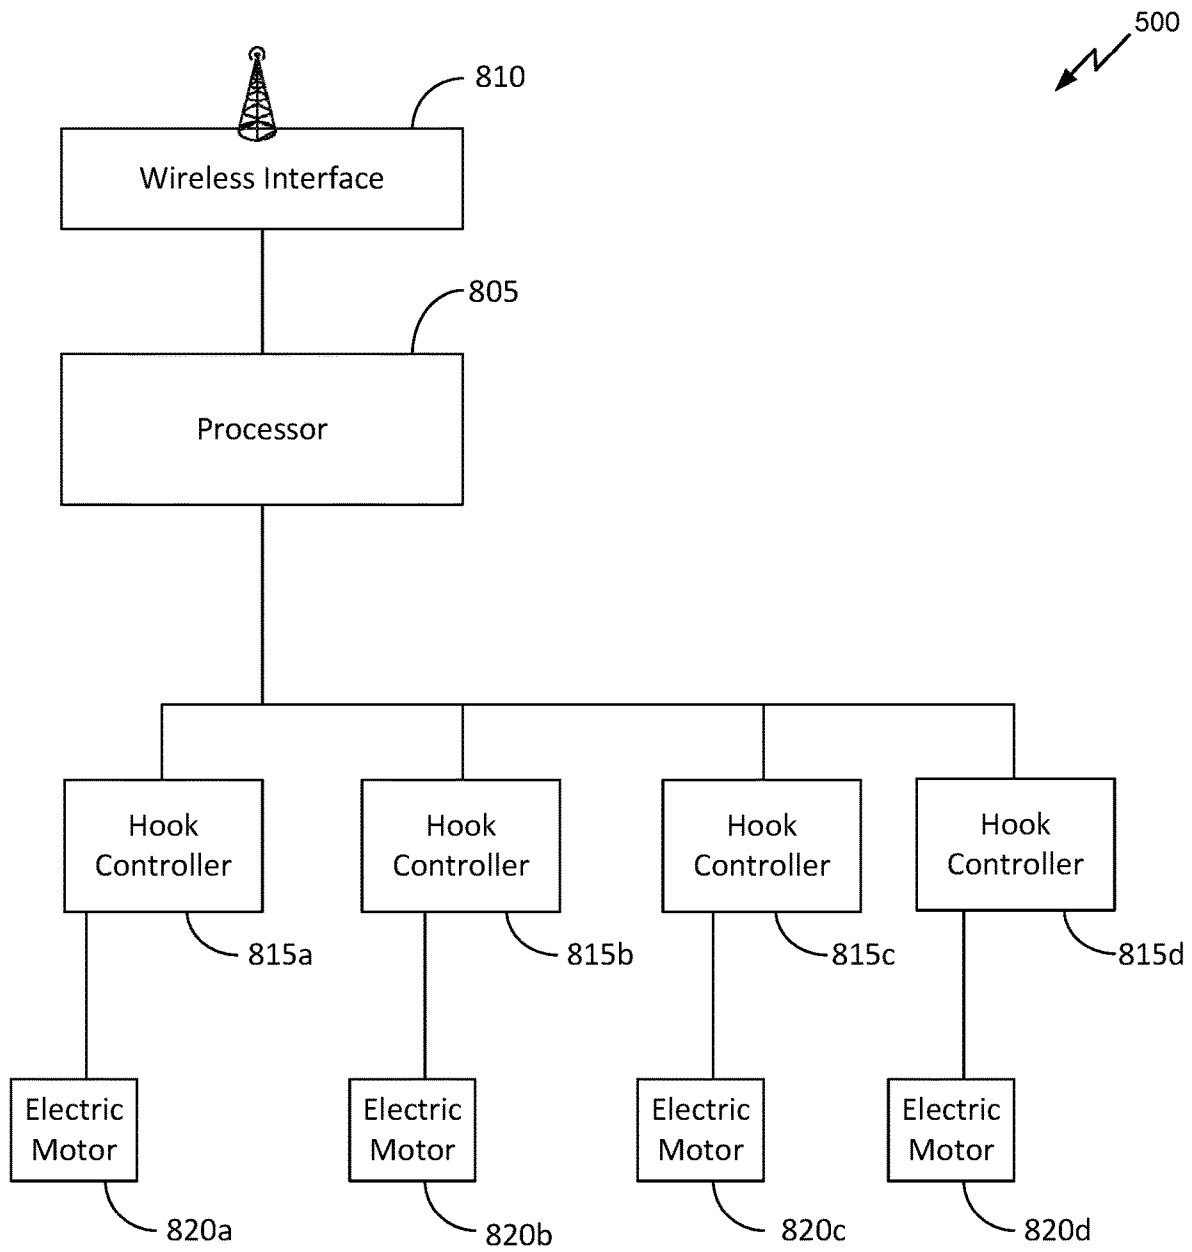 500
810
Wireless Interface
805
Processor
Hook
Controller
Hook
Controller
Hook
Controller
Hook
Controller
815a
815b
815c
815d
Electric
Motor
Electric
Motor
Electric
Motor
Electric
Motor
820a
820b
820c
820d